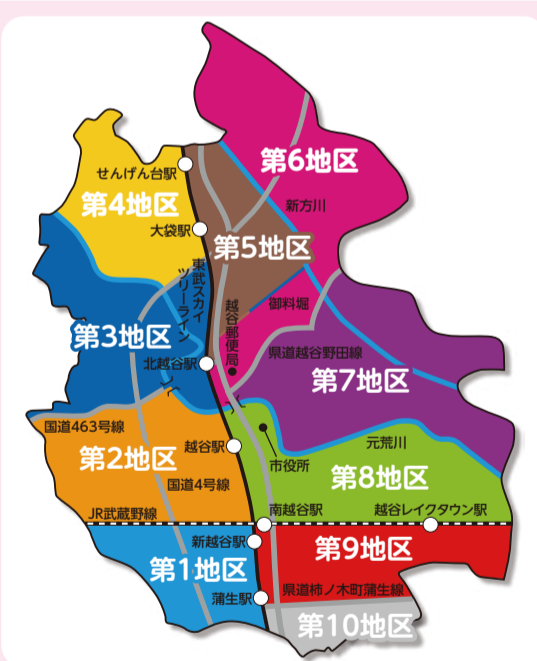 第6地区
せんげん台駅
第4地区
新方川
大袋駅
第5地区
東武スカイ
ツリーライン
御料堀
越谷郵便局
第3地区
県道越谷野田線
北越谷駅
第7地区
国道463号線
元荒川
越谷駅
第2地区
市役所
第8地区
国道4号線
JR武蔵野線
南越谷駅
越谷レイクタウン駅
新越谷駅
第9地区
第1地区
県道柿ノ木町蒲生線
蒲生駅
第10地区